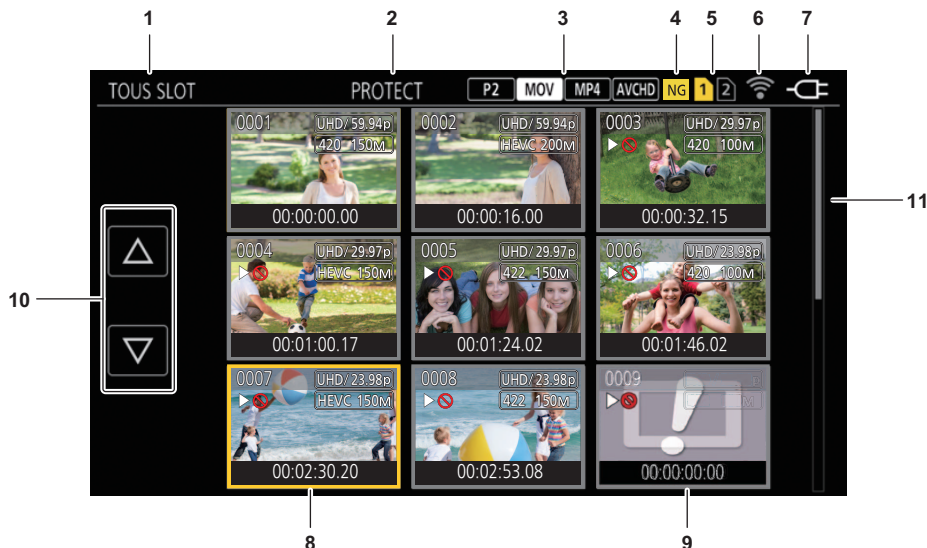 1 2 3 4 5 6 7
TOUS SLOT PROTECT P2 MOV MP4 AVCHD NG 1 2
0001 UHD/59.94p
420 150M
00:00:00.00
0002 UHD/59.94p
HEVC 200M
00:00:16.00
0003 UHD/29.97p
420 100M
00:00:32.15
11
0004 UHD/29.97p
HEVC 150M
00:01:00.17
0005 UHD/29.97p
422 150M
00:01:24.02
0006 UHD/23.98p
420 100M
00:01:46.02
10
0007 UHD/23.98p
HEVC 150M
00:02:30.20
0008 UHD/23.98p
422 150M
00:02:53.08
0009
M
00:00:00:00
8 9